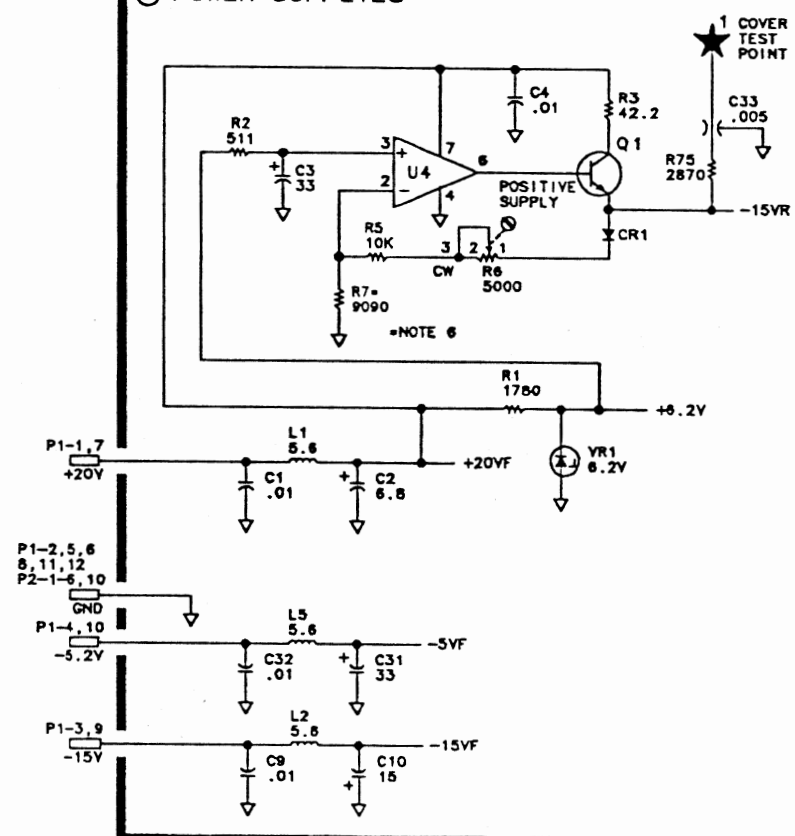 1 COVER
TEST
POINT
C4
.01
R3
42.2
C33
.005
R2
511
3
+
7
Q1
C3
33
+
U4
6
2
−
4
POSITIVE
SUPPLY
R75
2870
-15VR
R5
10K
3
2
1
CW
R6
5000
CR1
R7=
9090
=NOTE 6
R1
1780
+6.2V
P1-1,7
+20V
L1
5.6
C1
.01
+
C2
6.8
+20VF
VR1
6.2V
P1-2,5,6
8,11,12
P2-1-6,10
GND
P1-4,10
-5.2V
L5
5.6
C32
.01
+
C31
33
-5VF
P1-3,9
-15V
L2
5.6
C9
.01
+
C10
15
-15VF